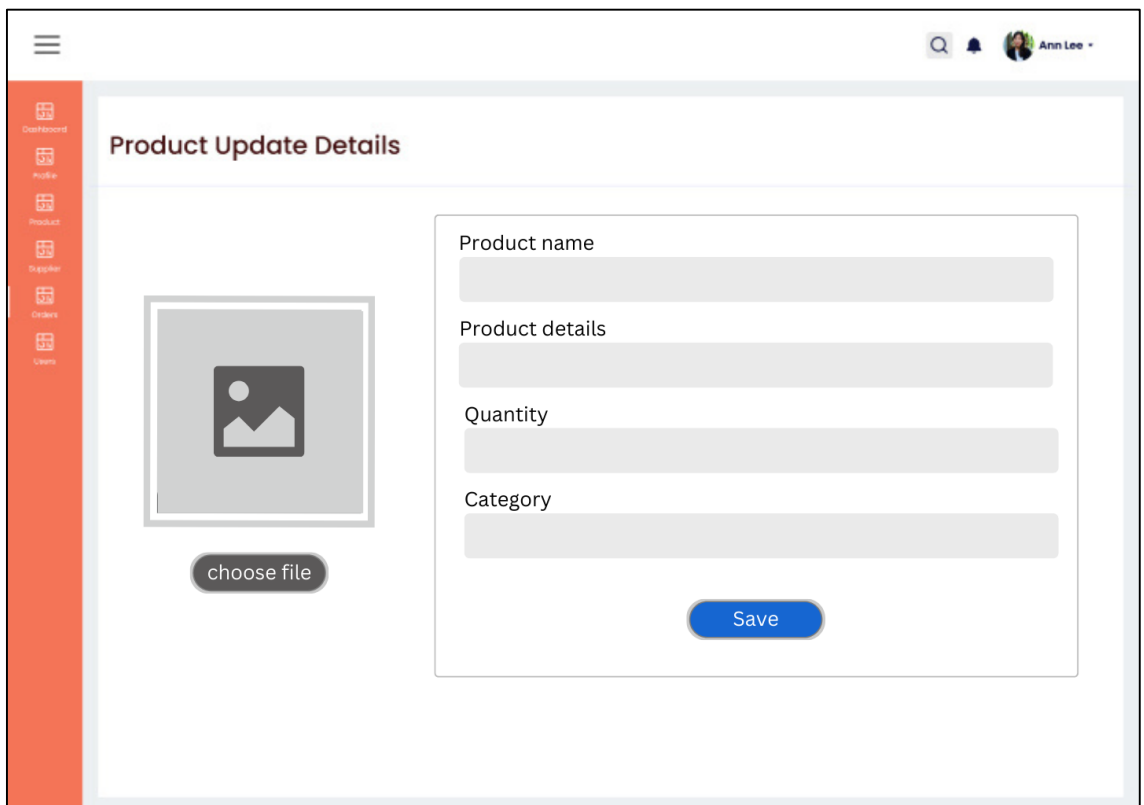 Ann Lee
Dashboard
Profile
Product
Supplier
Orders
Users
Product Update Details
Product name
Product details
Quantity
Category
choose file
Save